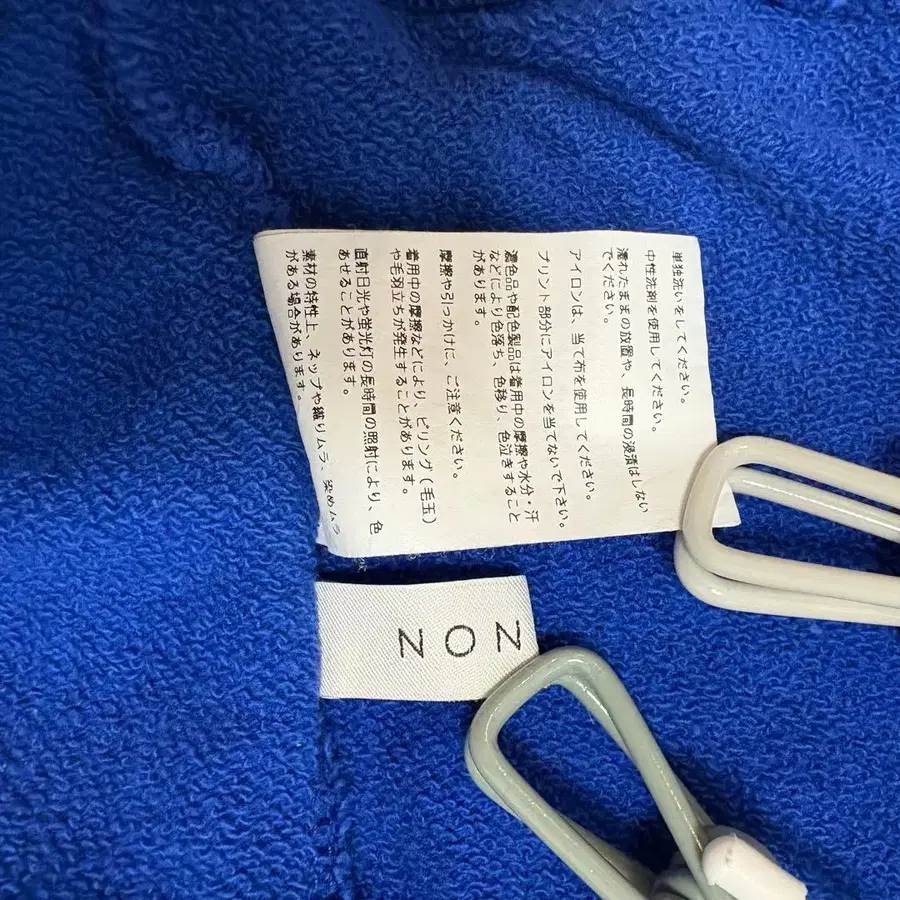 単独洗いをしてください。
中性洗剤を使用してください。
濡れたままの放置や、長時間の浸漬はしない
でください。
アイロンは、当て布を使用してください。
プリント部分にアイロンを当てないで下さい。
濃色品や配色製品は着用中の摩擦や水分・汗
などにより色落ち、色移り、色泣きすること
があります。
摩擦や引っかけに、ご注意ください。
着用中の摩擦などにより、ピリング(毛玉)
や毛羽立ちが発生することがあります。
直射日光や蛍光灯の長時間の照射により、色
あせることがあります。
素材の特性上、ネップや織りムラ、染めムラ
がある場合があります。
NON